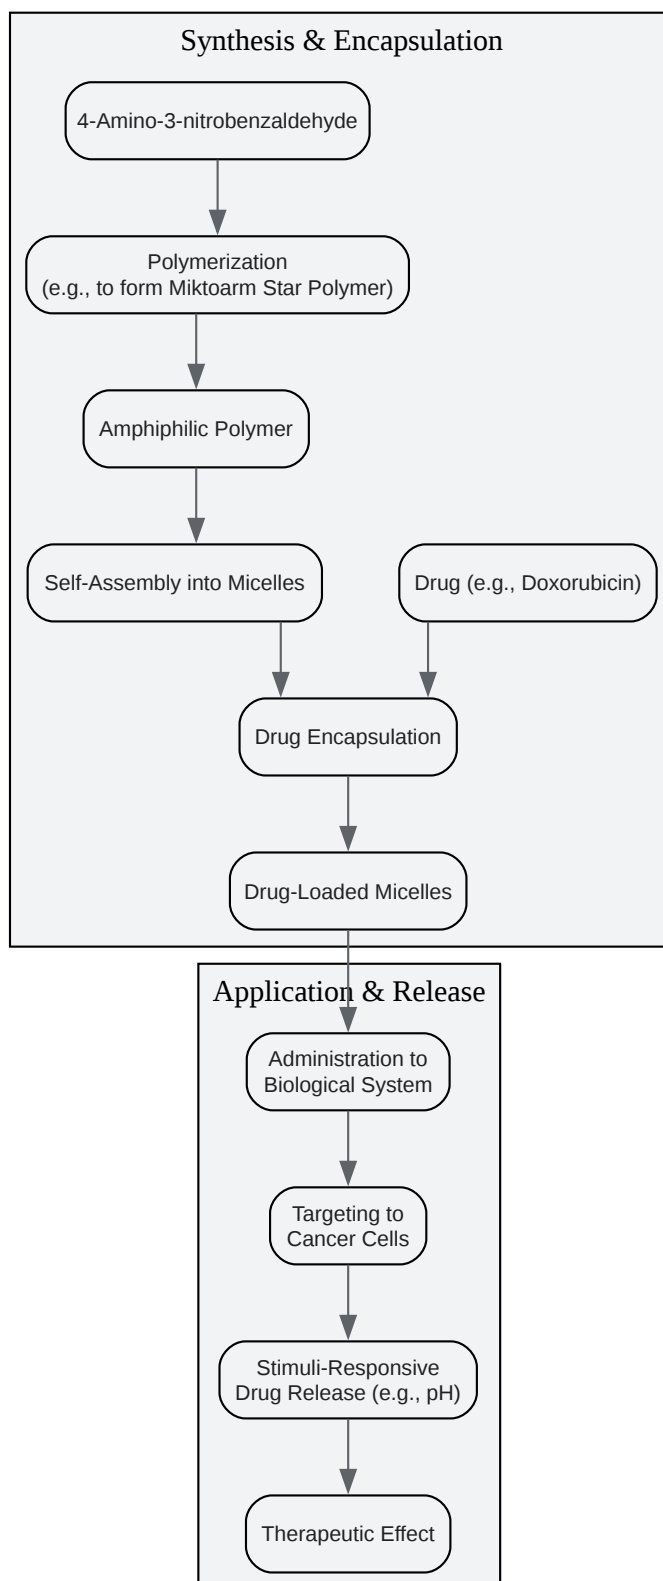 Synthesis & Encapsulation
4-Amino-3-nitrobenzaldehyde
Polymerization
(e.g., to form Miktoarm Star Polymer)
Amphiphilic Polymer
Self-Assembly into Micelles
Drug (e.g., Doxorubicin)
Drug Encapsulation
Drug-Loaded Micelles
Application & Release
Administration to
Biological System
Targeting to
Cancer Cells
Stimuli-Responsive
Drug Release (e.g., pH)
Therapeutic Effect